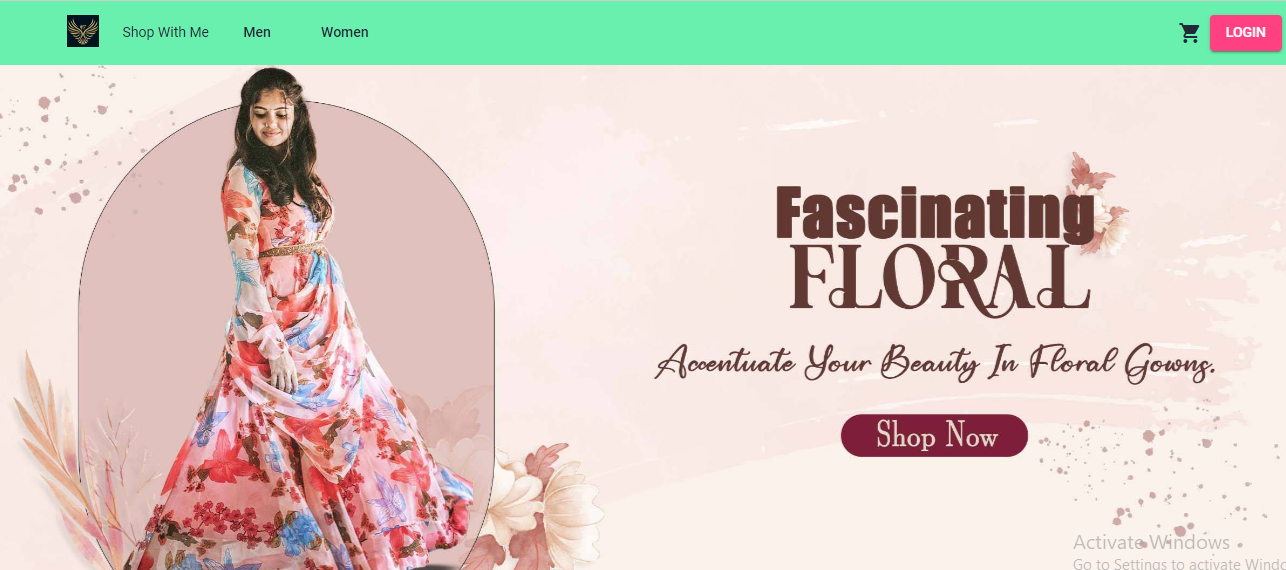 Shop With Me
Men
Women
LOGIN
Fascinating
FLORAL
Accentuate Your Beauty In Floral Gowns.
Shop Now
Activate Windows
Go to Settings to activate Wind